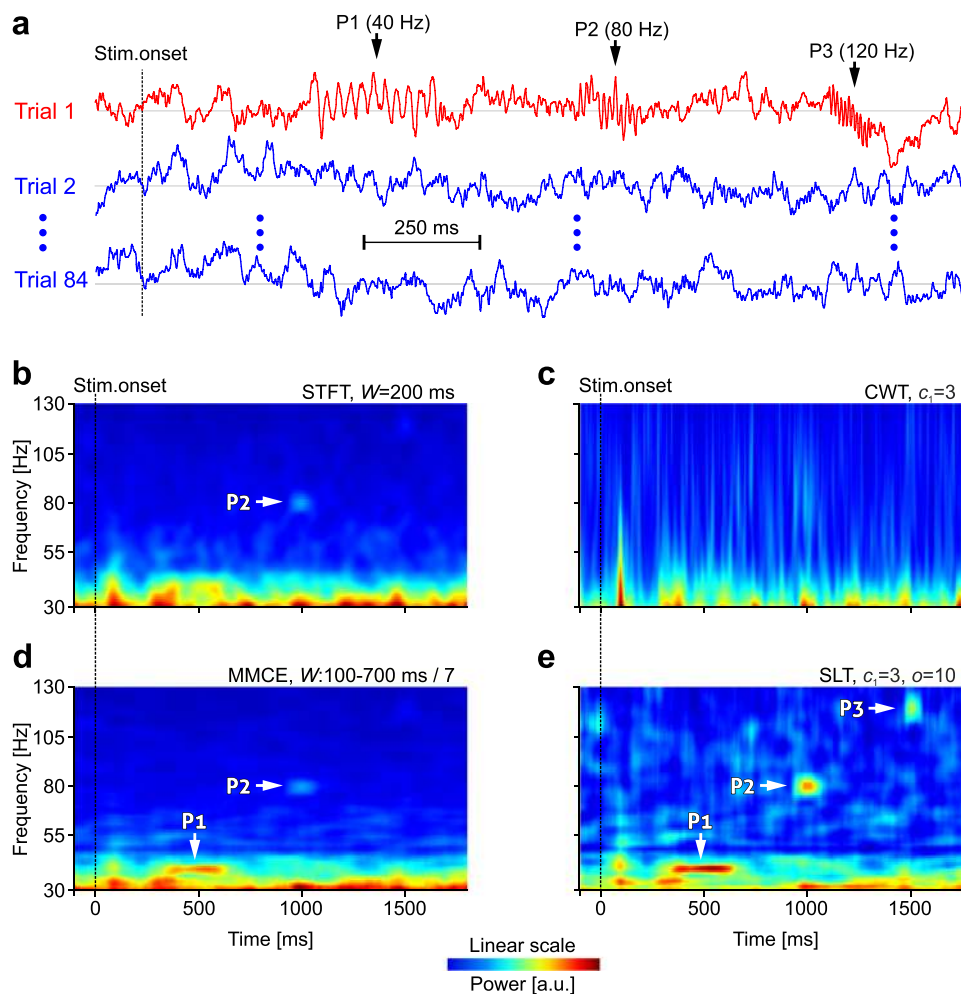 a
P1 (40 Hz)
P2 (80 Hz)
P3 (120 Hz)
Stim.onset
Trial 1
Trial 2
250 ms
Trial 84
b
Stim.onset
STFT, W=200 ms
130
105
80
55
30
Frequency [Hz]
P2
c
Stim.onset
CWT, c₁=3
d
MMCE, W:100-700 ms / 7
130
105
80
55
30
Frequency [Hz]
P2
P1
0
500
1000
1500
Time [ms]
e
SLT, c₁=3, o=10
P3
P2
P1
0
500
1000
1500
Time [ms]
Linear scale
Power [a.u.]